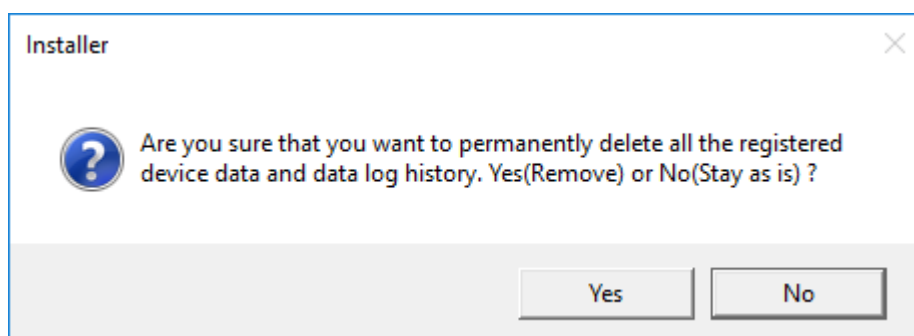 Installer
Are you sure that you want to permanently delete all the registered
device data and data log history. Yes(Remove) or No(Stay as is) ?
Yes
No